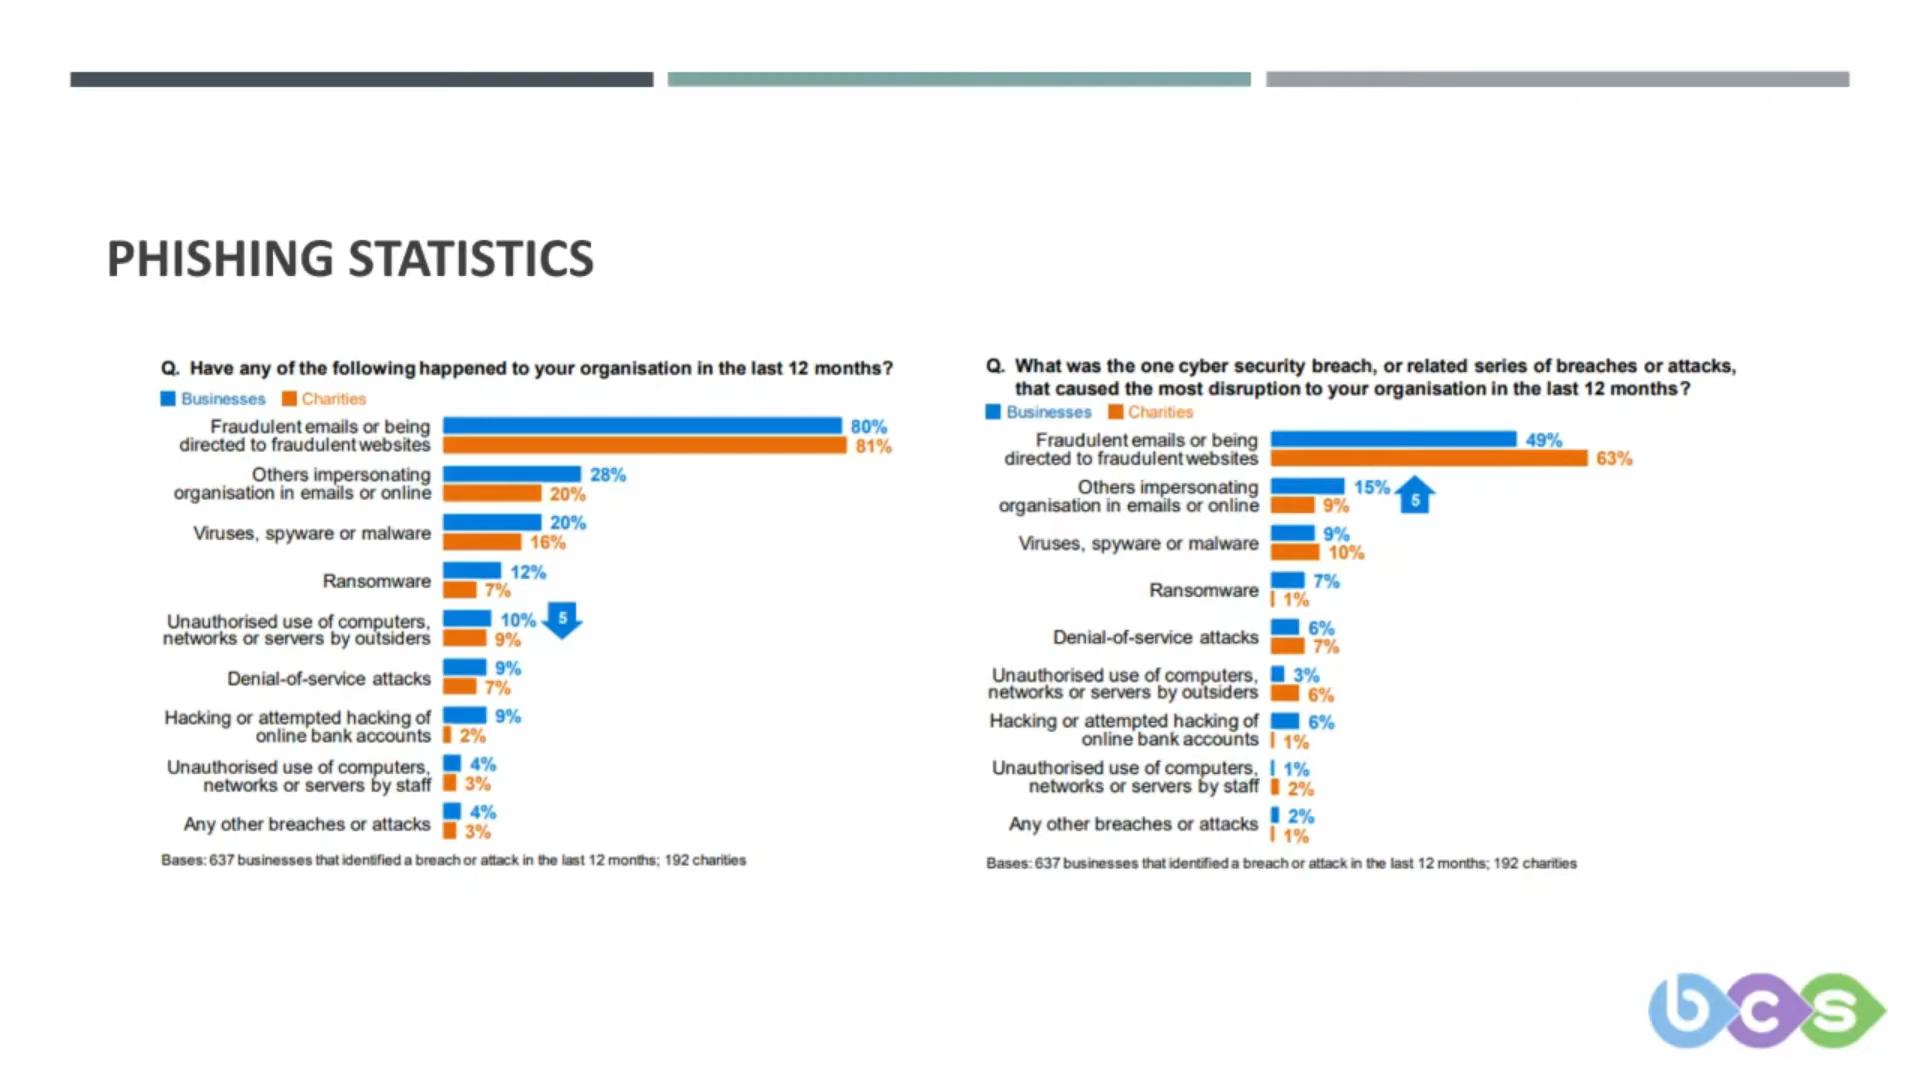 PHISHING STATISTICS
Q. Have any of the following happened to your organisation in the last 12 months?
Businesses Charities
Fraudulent emails or being
directed to fraudulent websites
80%
81%
Others impersonating
organisation in emails or online
28%
20%
Viruses, spyware or malware
20%
16%
Ransomware
12%
7%
Unauthorised use of computers,
networks or servers by outsiders
10%
5
9%
Denial-of-service attacks
9%
7%
Hacking or attempted hacking of
online bank accounts
9%
2%
Unauthorised use of computers,
networks or servers by staff
4%
3%
Any other breaches or attacks
4%
3%
Bases: 637 businesses that identified a breach or attack in the last 12 months; 192 charities
Q. What was the one cyber security breach, or related series of breaches or attacks,
that caused the most disruption to your organisation in the last 12 months?
Businesses Charities
Fraudulent emails or being
directed to fraudulent websites
49%
63%
Others impersonating
organisation in emails or online
15%
5
9%
Viruses, spyware or malware
9%
10%
Ransomware
7%
1%
Denial-of-service attacks
6%
7%
Unauthorised use of computers,
networks or servers by outsiders
3%
6%
Hacking or attempted hacking of
online bank accounts
6%
1%
Unauthorised use of computers,
networks or servers by staff
1%
2%
Any other breaches or attacks
2%
1%
Bases: 637 businesses that identified a breach or attack in the last 12 months; 192 charities
bcs